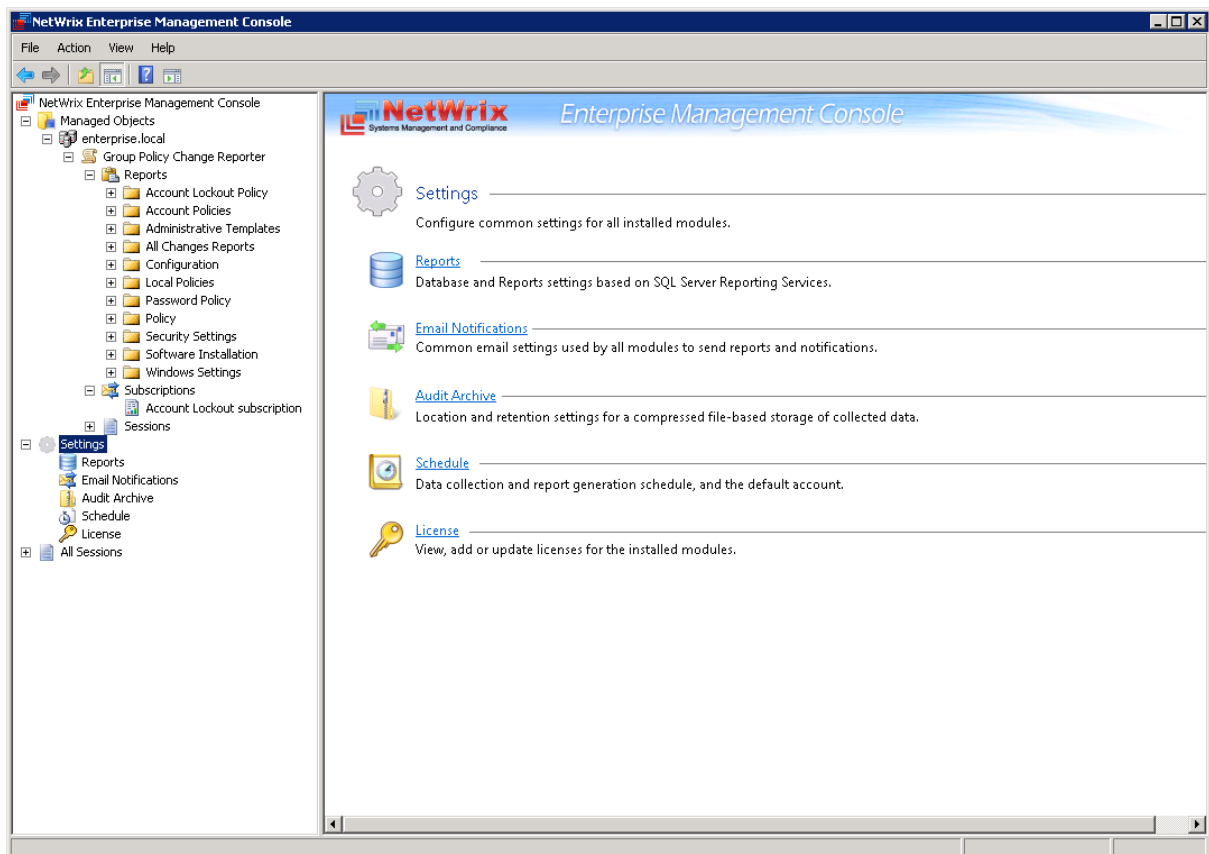 NetWrix Enterprise Management Console
File Action View Help
NetWrix Enterprise Management Console
Managed Objects
enterprise.local
Group Policy Change Reporter
Reports
Account Lockout Policy
Account Policies
Administrative Templates
All Changes Reports
Configuration
Local Policies
Password Policy
Policy
Security Settings
Software Installation
Windows Settings
Subscriptions
Account Lockout subscription
Sessions
Settings
Reports
Email Notifications
Audit Archive
Schedule
License
All Sessions
NetWrix Enterprise Management Console
Systems Management and Compliance
Settings
Configure common settings for all installed modules.
Reports
Database and Reports settings based on SQL Server Reporting Services.
Email Notifications
Common email settings used by all modules to send reports and notifications.
Audit Archive
Location and retention settings for a compressed file-based storage of collected data.
Schedule
Data collection and report generation schedule, and the default account.
License
View, add or update licenses for the installed modules.